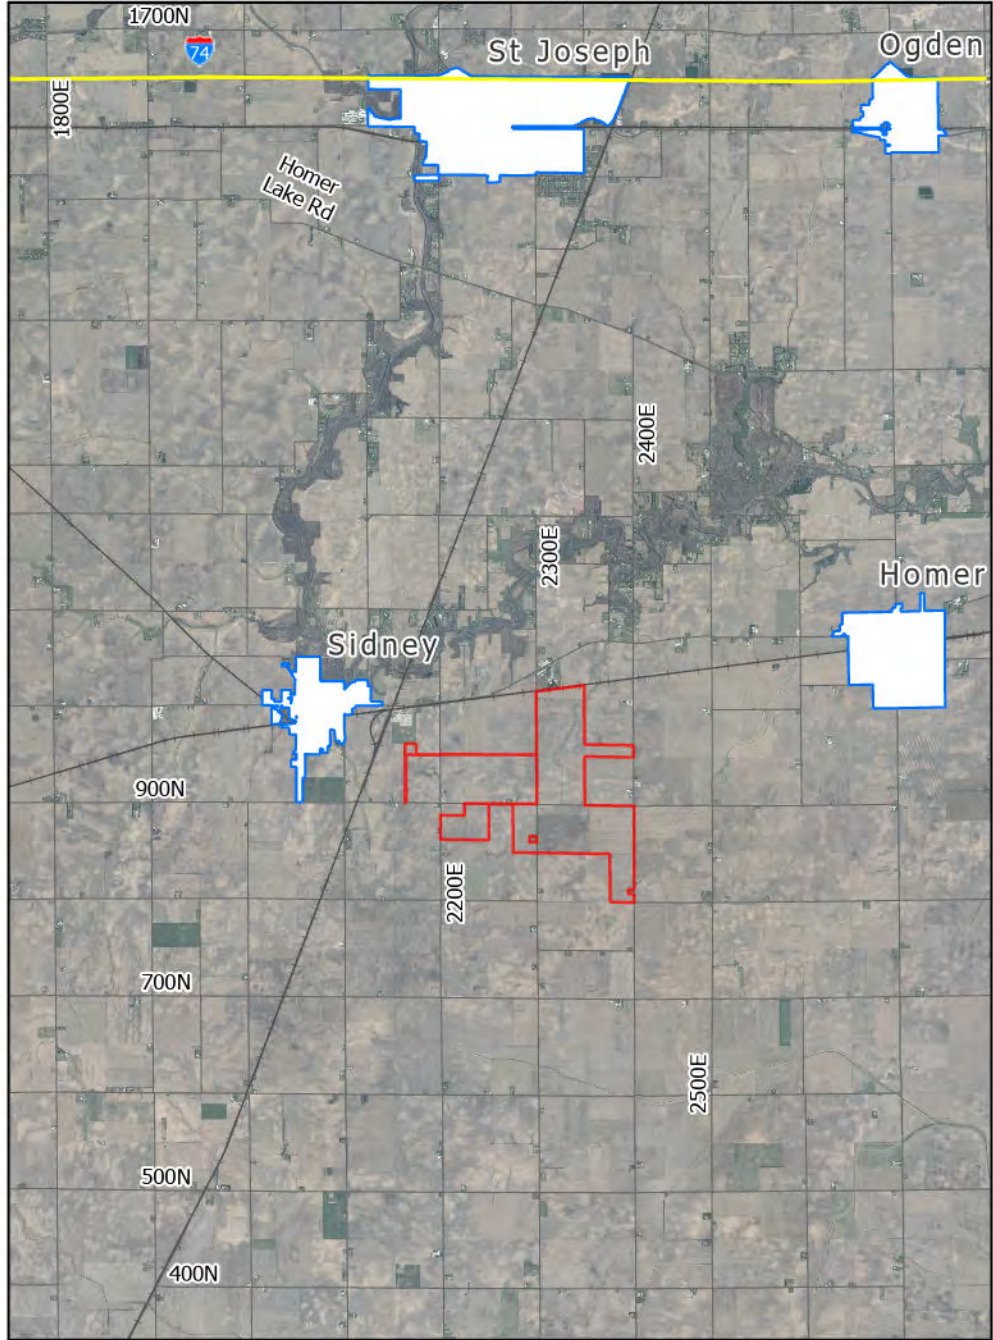 1700N
74
St Joseph
Ogden
1800E
Homer
Lake Rd
2400E
2300E
Homer
Sidney
900N
2200E
700N
2500E
500N
400N